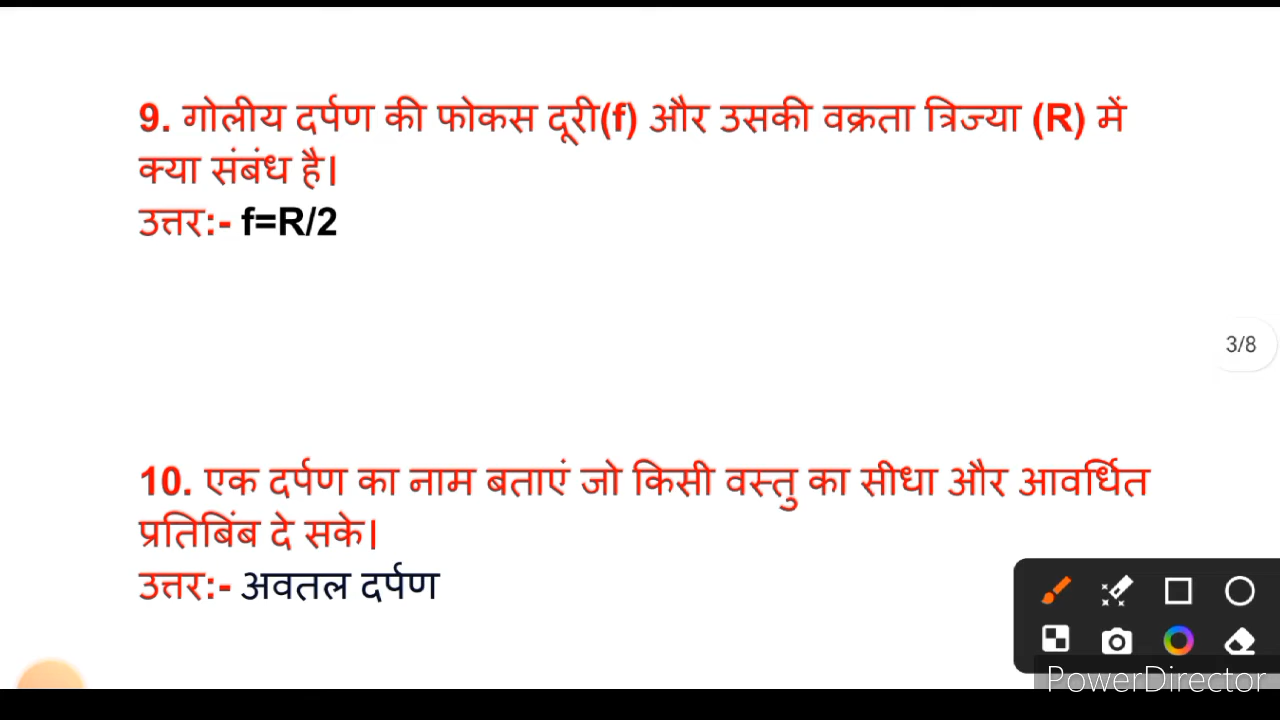 9. गोलीय दर्पण की फोकस दूरी(f) और उसकी वक्रता त्रिज्या (R) में
क्या संबंध है।
उत्तर:- f=R/2
3/8
10. एक दर्पण का नाम बताएं जो किसी वस्तु का सीधा और आवर्धित
प्रतिबिंब दे सके।
उत्तर:- अवतल दर्पण
PowerDirector